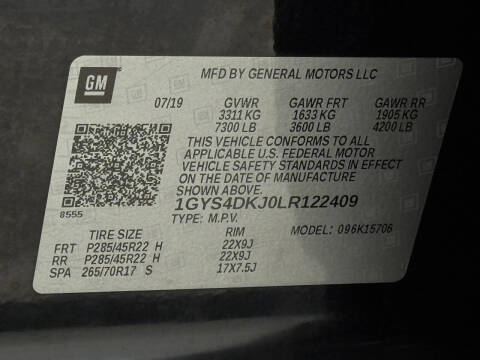 GM
MFD BY GENERAL MOTORS LLC
07/19 GVWR GAWR FRT GAWR RR
3311 KG 1633 KG 1905 KG
7300 LB 3600 LB 4200 LB
THIS VEHICLE CONFORMS TO ALL
APPLICABLE U.S. FEDERAL MOTOR
VEHICLE SAFETY STANDARDS IN EFFECT
ON THE DATE OF MANUFACTURE
SHOWN ABOVE.
1GYS4DKJ0LR122409
8555
TYPE: M.P.V. MODEL: 096K15706
TIRE SIZE RIM
FRT P285/45R22 H 22X9J
RR P285/45R22 H 22X9J
SPA 265/70R17 S 17X7.5J